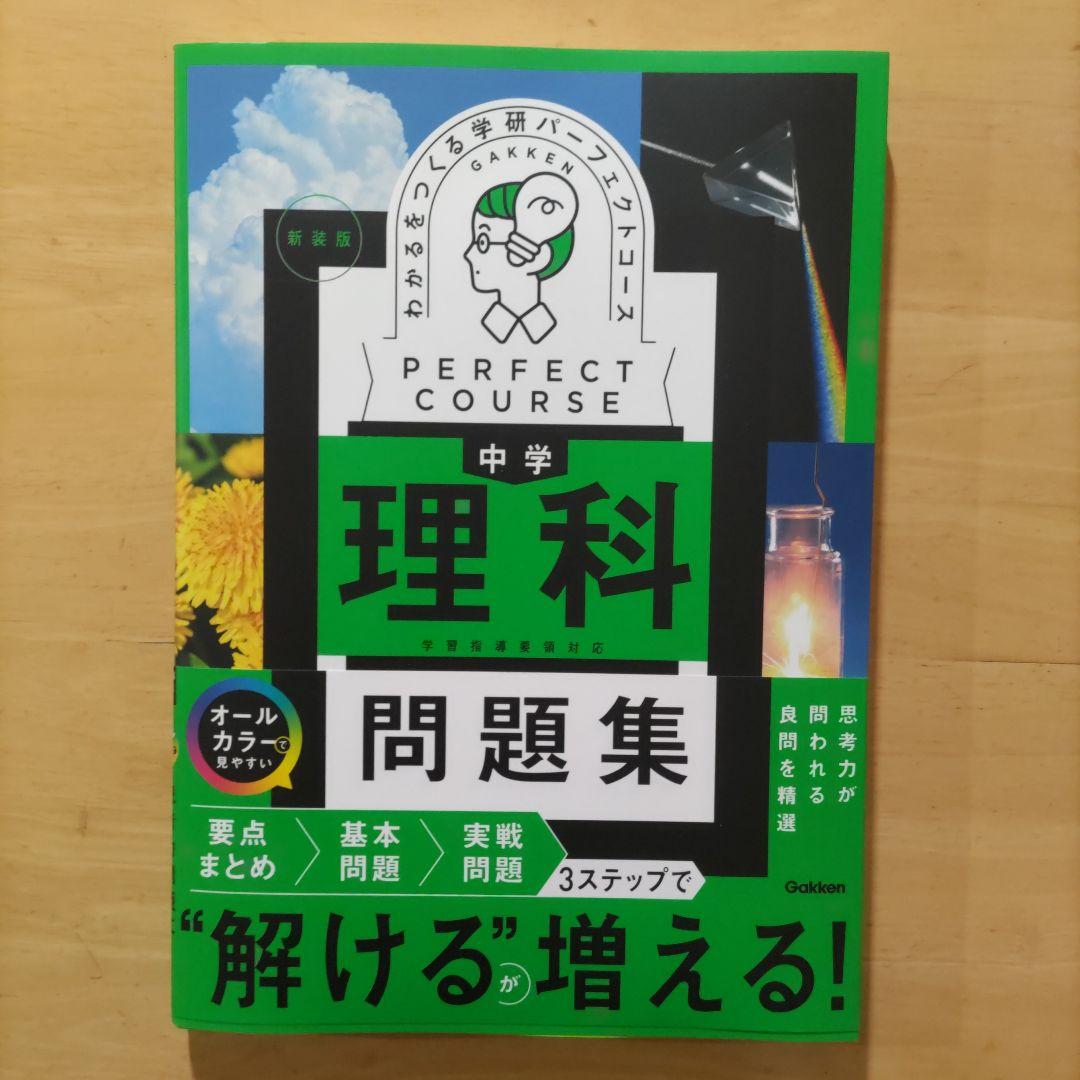 わかるをつくる学研パーフェクトコース
GAKKEN
新装版
PERFECT
COURSE
中学
理科
学習指導要領対応
問題集
オール
カラーで
見やすい
思考力が
問われる
良問を精選
要点
まとめ
基本
問題
実戦
問題
3ステップで
Gakken
“解ける”が増える!